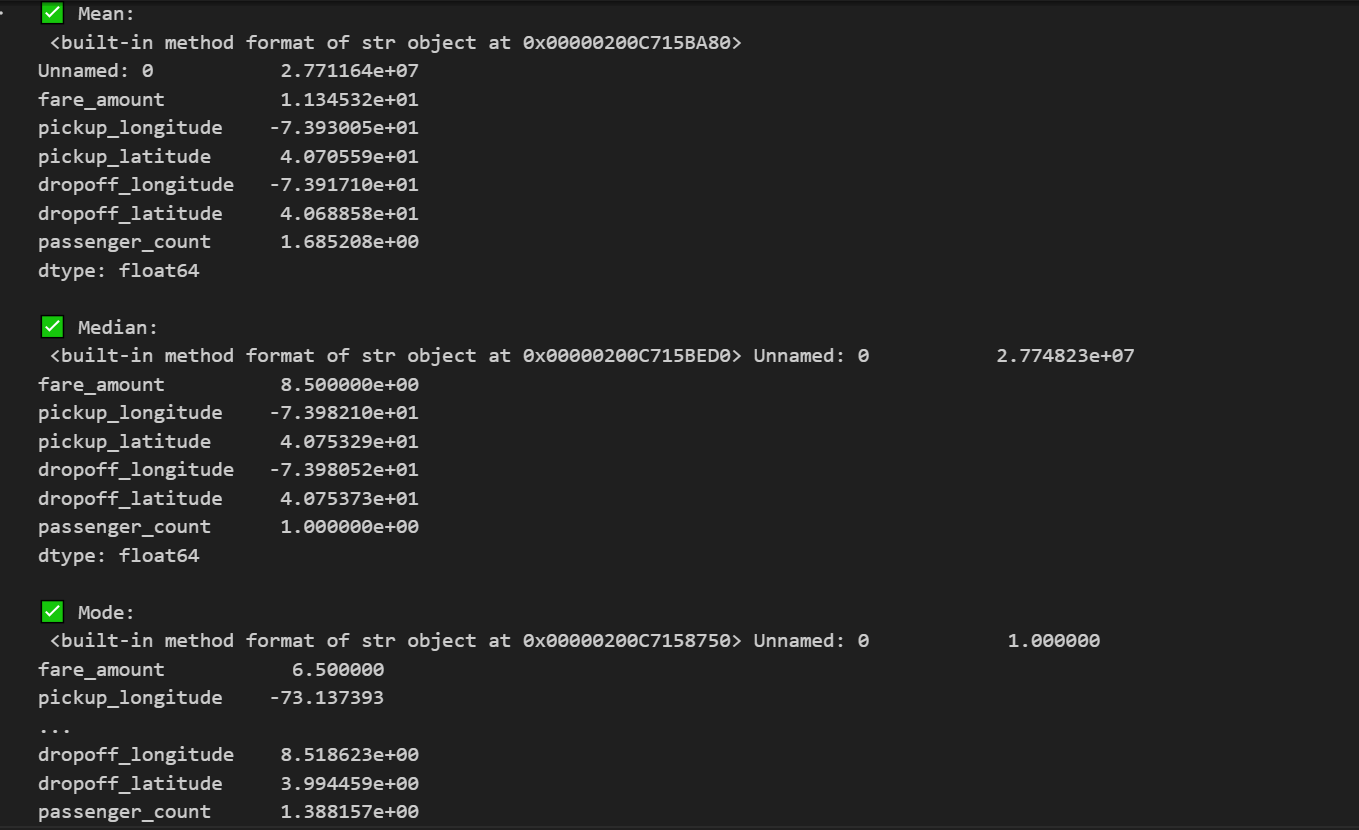 ✅ Mean:
<built-in method format of str object at 0x00000200C715BA80>
Unnamed: 0 2.771164e+07
fare_amount 1.134532e+01
pickup_longitude -7.393005e+01
pickup_latitude 4.070559e+01
dropoff_longitude -7.391710e+01
dropoff_latitude 4.068858e+01
passenger_count 1.685208e+00
dtype: float64
✅ Median:
<built-in method format of str object at 0x00000200C715BED0> Unnamed: 0 2.774823e+07
fare_amount 8.500000e+00
pickup_longitude -7.398210e+01
pickup_latitude 4.075329e+01
dropoff_longitude -7.398052e+01
dropoff_latitude 4.075373e+01
passenger_count 1.000000e+00
dtype: float64
✅ Mode:
<built-in method format of str object at 0x00000200C7158750> Unnamed: 0 1.000000
fare_amount 6.500000
pickup_longitude -73.137393
...
dropoff_longitude 8.518623e+00
dropoff_latitude 3.994459e+00
passenger_count 1.388157e+00